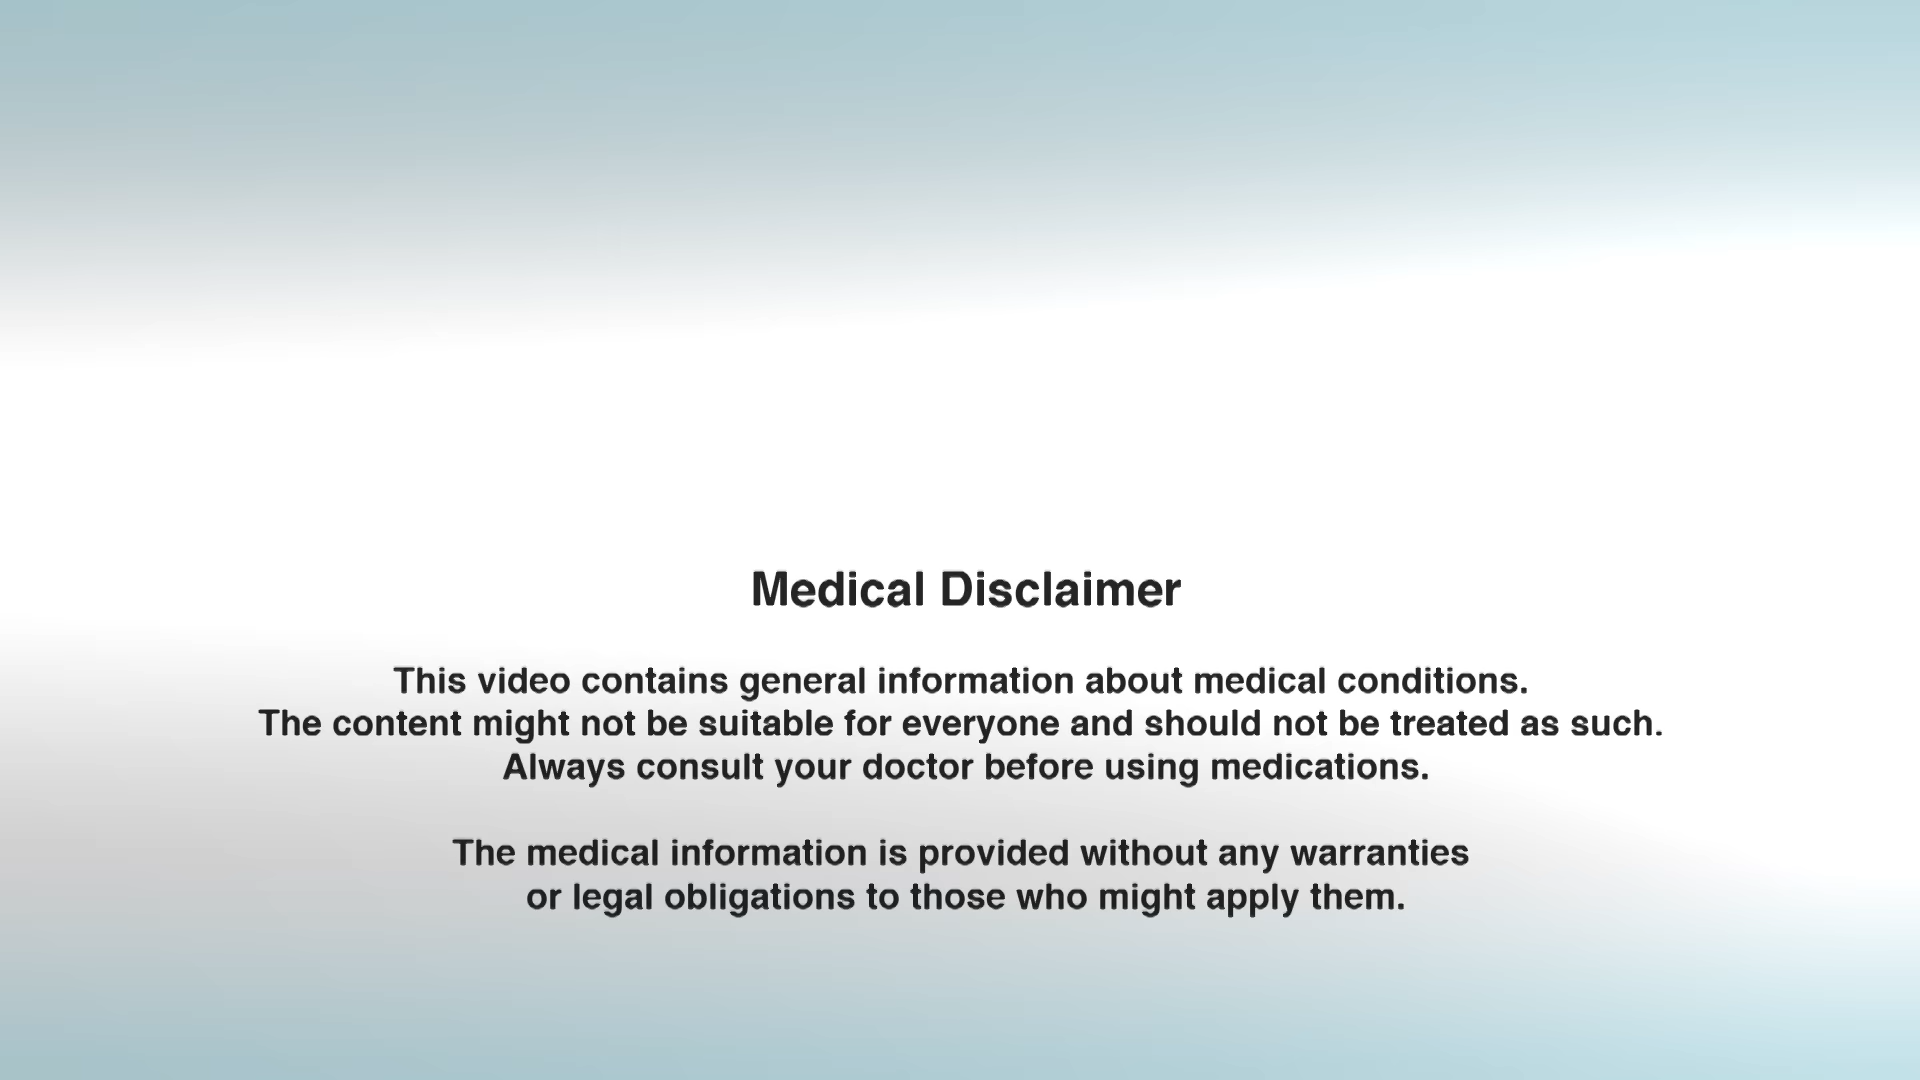 Medical Disclaimer
This video contains general information about medical conditions.
The content might not be suitable for everyone and should not be treated as such.
Always consult your doctor before using medications.
The medical information is provided without any warranties
or legal obligations to those who might apply them.